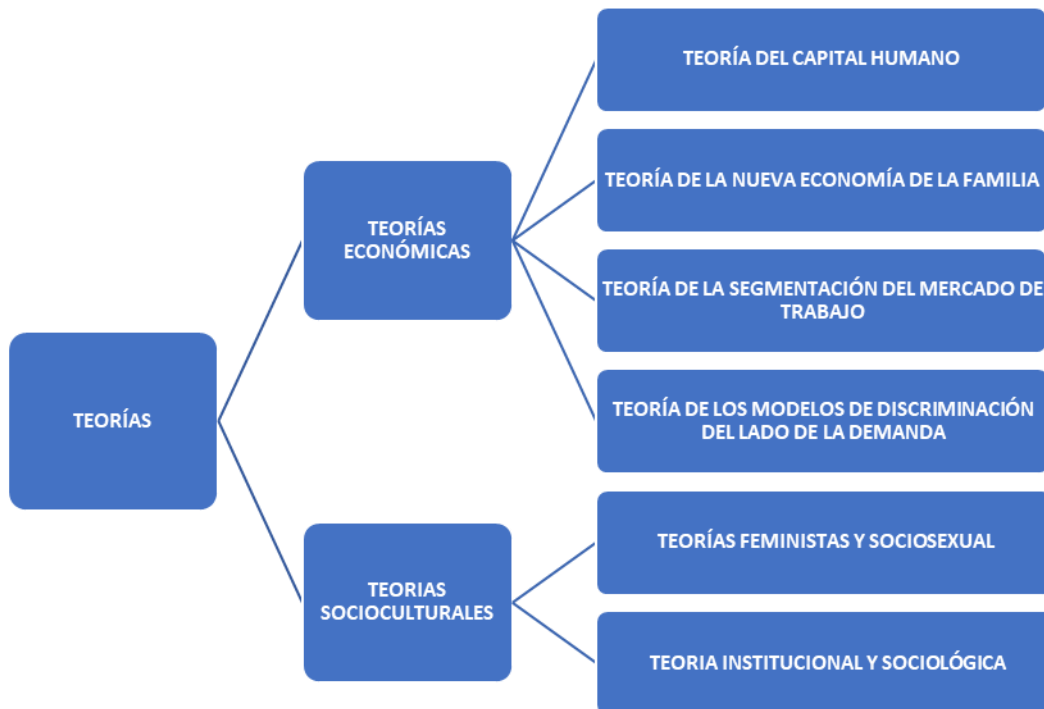 TEORÍAS
TEORÍAS
ECONÓMICAS
TEORÍA DEL CAPITAL HUMANO
TEORÍA DE LA NUEVA ECONOMÍA DE LA FAMILIA
TEORÍA DE LA SEGMENTACIÓN DEL MERCADO DE
TRABAJO
TEORÍA DE LOS MODELOS DE DISCRIMINACIÓN
DEL LADO DE LA DEMANDA
TEORIAS
SOCIOCULTURALES
TEORÍAS FEMINISTAS Y SOCIOSEXUAL
TEORIA INSTITUCIONAL Y SOCIOLÓGICA